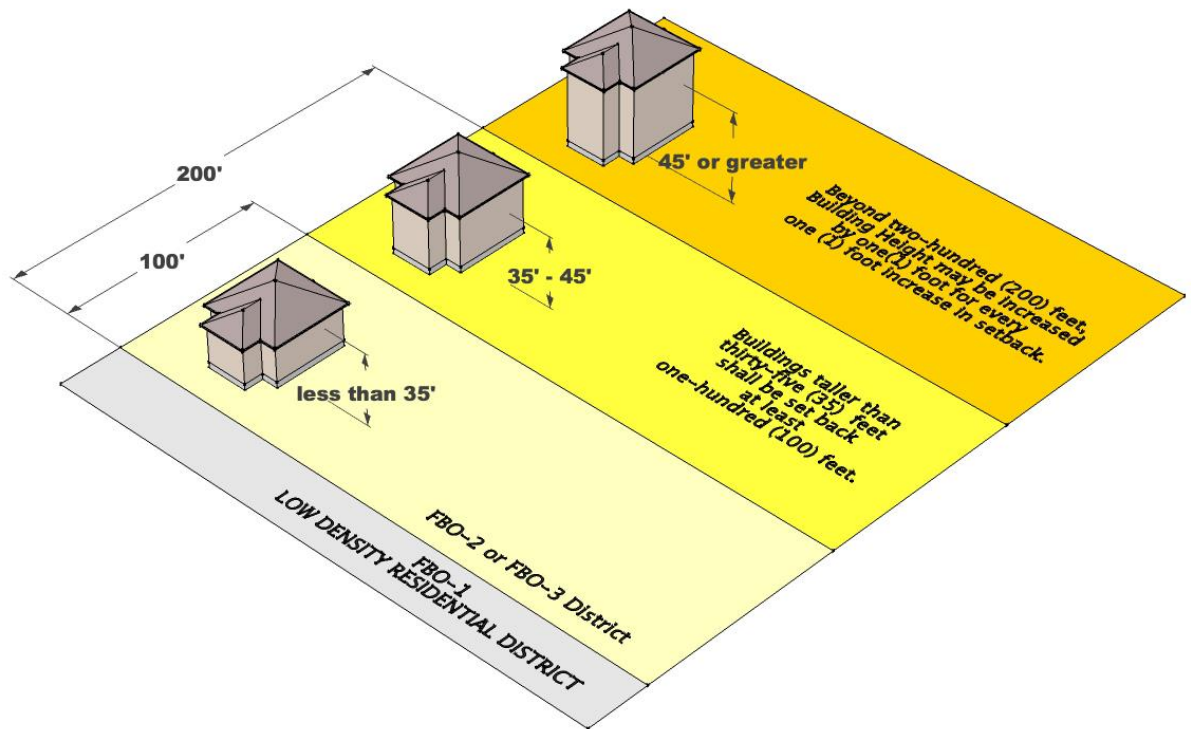 200'
100'
45' or greater
35' - 45'
less than 35'
Beyond two-hundred (200) feet,
Building Height may be increased
by one(1) foot for every
one (1) foot increase in setback.
Buildings taller than
thirty-five (35) feet
shall be set back
at least
one-hundred (100) feet.
FBO-2 or FBO-3 District
FBO-1
LOW DENSITY RESIDENTIAL DISTRICT